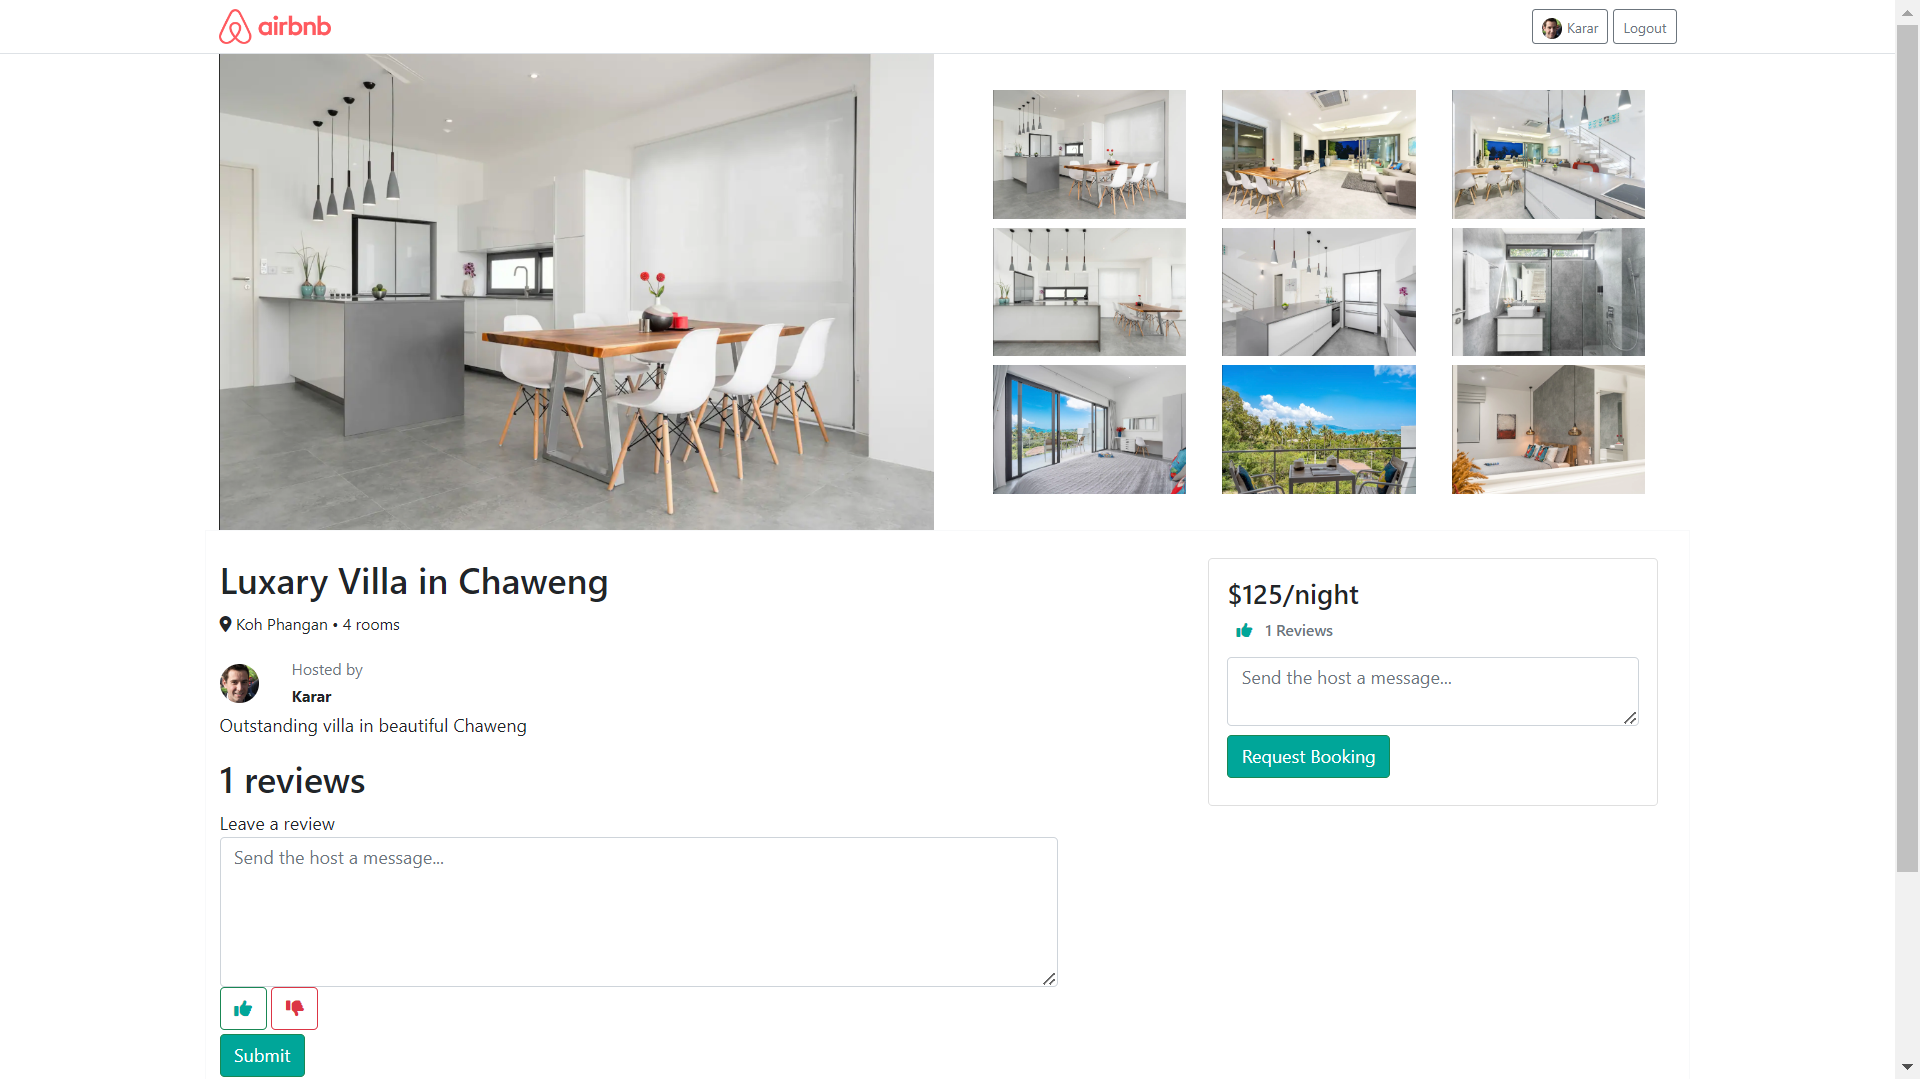 airbnb
Karar
Logout
Luxary Villa in Chaweng
Koh Phangan • 4 rooms
Hosted by
Karar
Outstanding villa in beautiful Chaweng
1 reviews
Leave a review
Send the host a message...
Submit
$125/night
1 Reviews
Send the host a message...
Request Booking